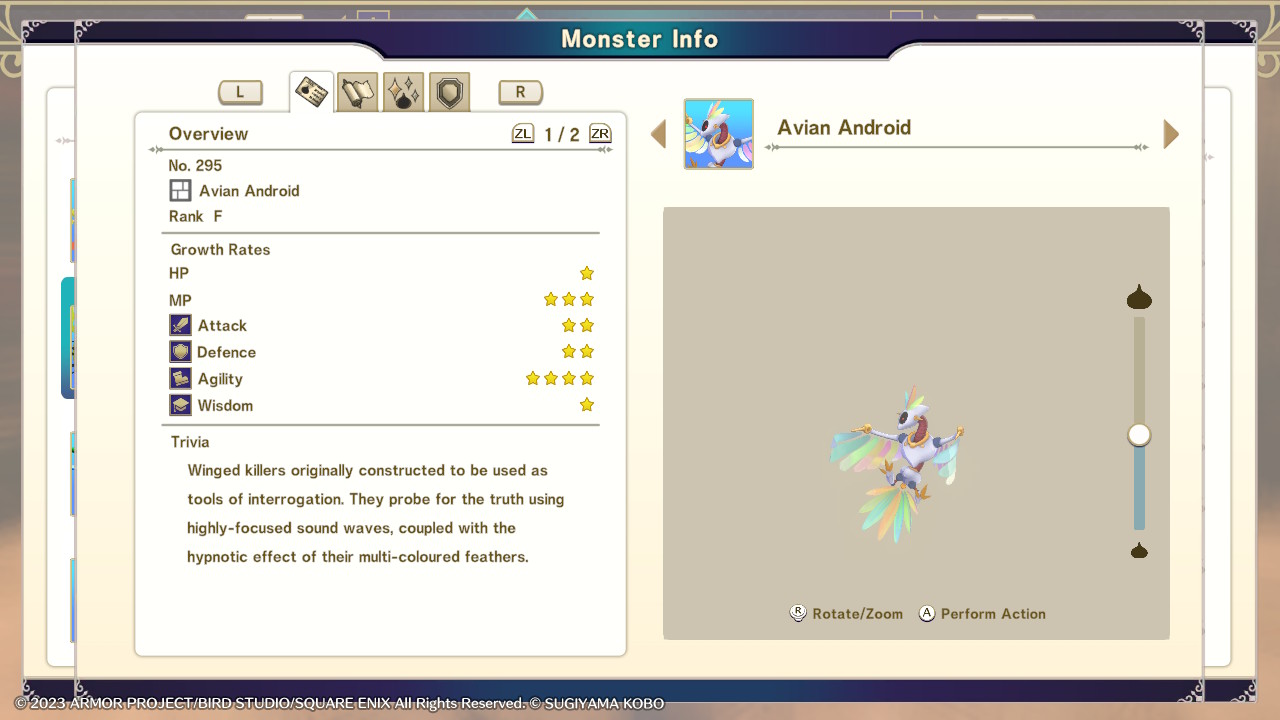 Monster Info
L
R
Overview
ZL 1 / 2 ZR
No. 295
Avian Android
Rank F
Growth Rates
HP
MP
Attack
Defence
Agility
Wisdom
Trivia
Winged killers originally constructed to be used as
tools of interrogation. They probe for the truth using
highly-focused sound waves, coupled with the
hypnotic effect of their multi-coloured feathers.
Avian Android
R Rotate/Zoom A Perform Action
© 2023 ARMOR PROJECT/BIRD STUDIO/SQUARE ENIX All Rights Reserved. © SUGIYAMA KOBO